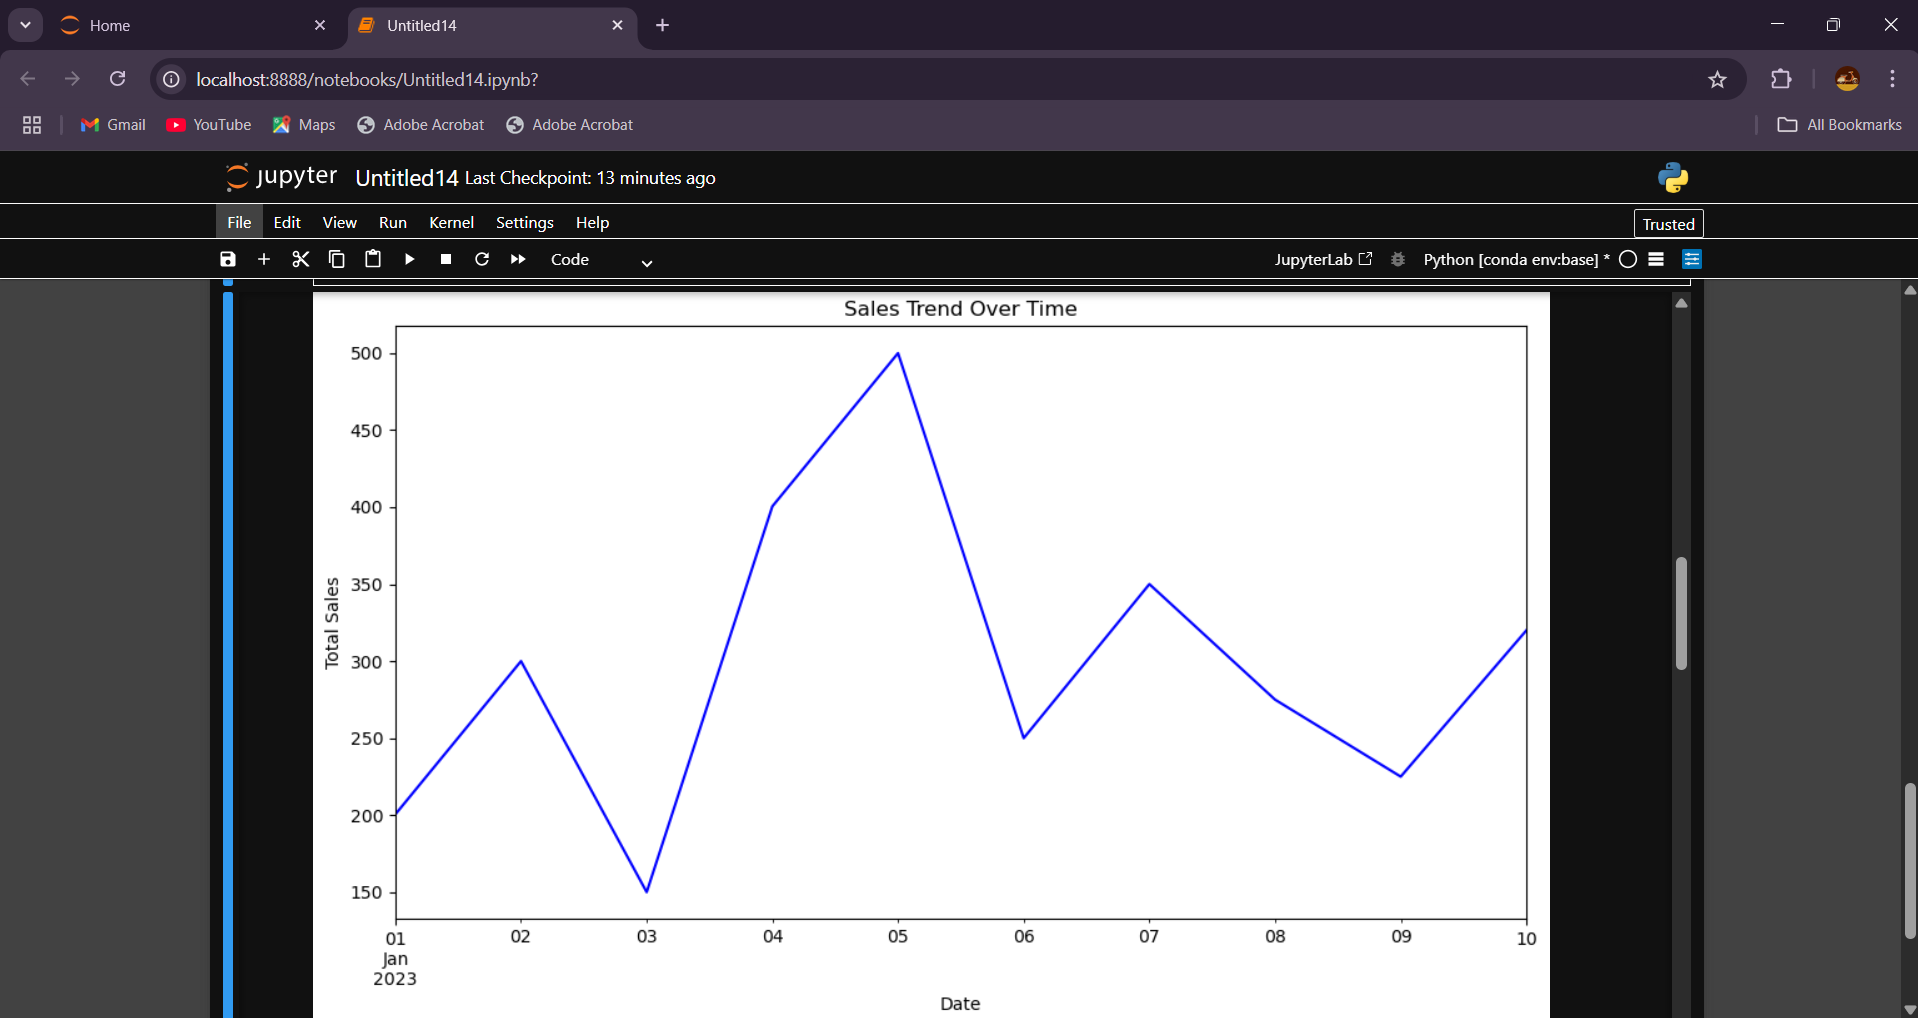 Home
Untitled14
localhost:8888/notebooks/Untitled14.ipynb?
Gmail YouTube Maps Adobe Acrobat Adobe Acrobat All Bookmarks
jupyter Untitled14 Last Checkpoint: 13 minutes ago
File Edit View Run Kernel Settings Help Trusted
Code JupyterLab Python [conda env:base] *
Sales Trend Over Time
500
450
400
350
300
250
200
150
Total Sales
01 02 03 04 05 06 07 08 09 10
Jan
2023
Date